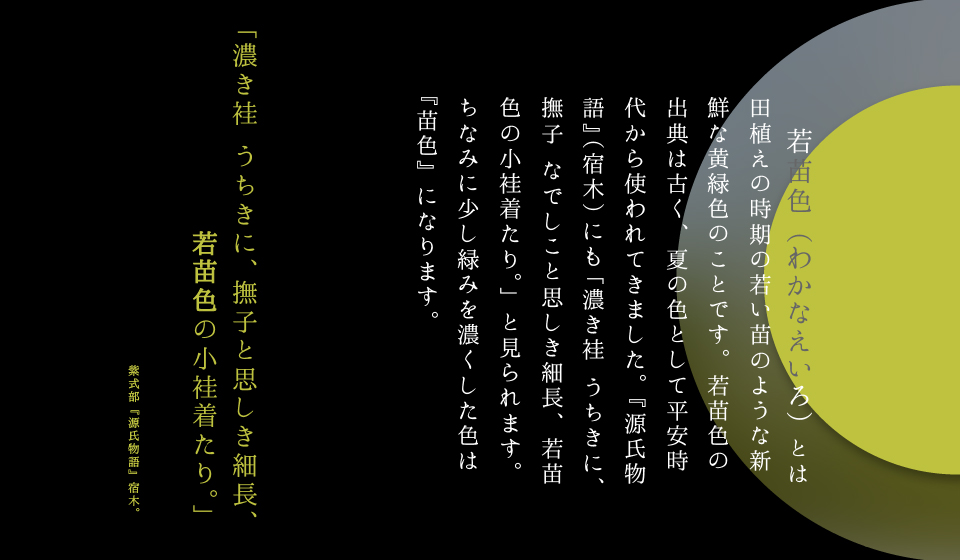 若苗色（わかなえいろ）とは
田植えの時期の若い苗のような新
鮮な黄緑色のことです。若苗色の
出典は古く、夏の色として平安時
代から使われてきました。『源氏物
語』（宿木）にも「濃き袿 うちきに、
撫子 なでしこと思しき細長、若苗
色の小袿着たり。」と見られます。
ちなみに少し緑みを濃くした色は
『苗色』になります。
「濃き袿 うちきに、撫子と思しき細長、
若苗色の小袿着たり。」
紫式部『源氏物語』宿木。